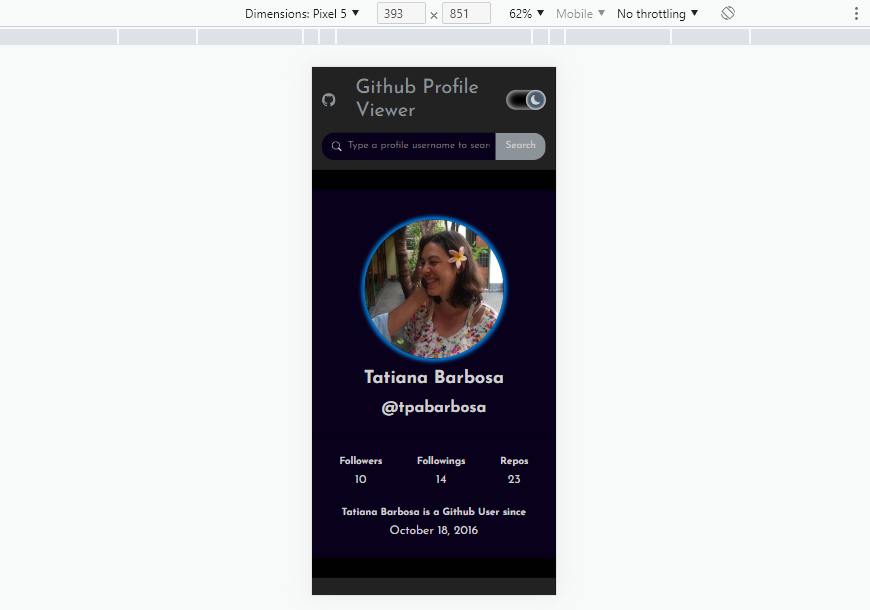 Dimensions: Pixel 5 ▼ 393 × 851 62% ▼ Mobile ▼ No throttling ▼
Github Profile
Viewer
Type a profile username to sear Search
Tatiana Barbosa
@tpabarbosa
Followers Followings Repos
10 14 23
Tatiana Barbosa is a Github User since
October 18, 2016